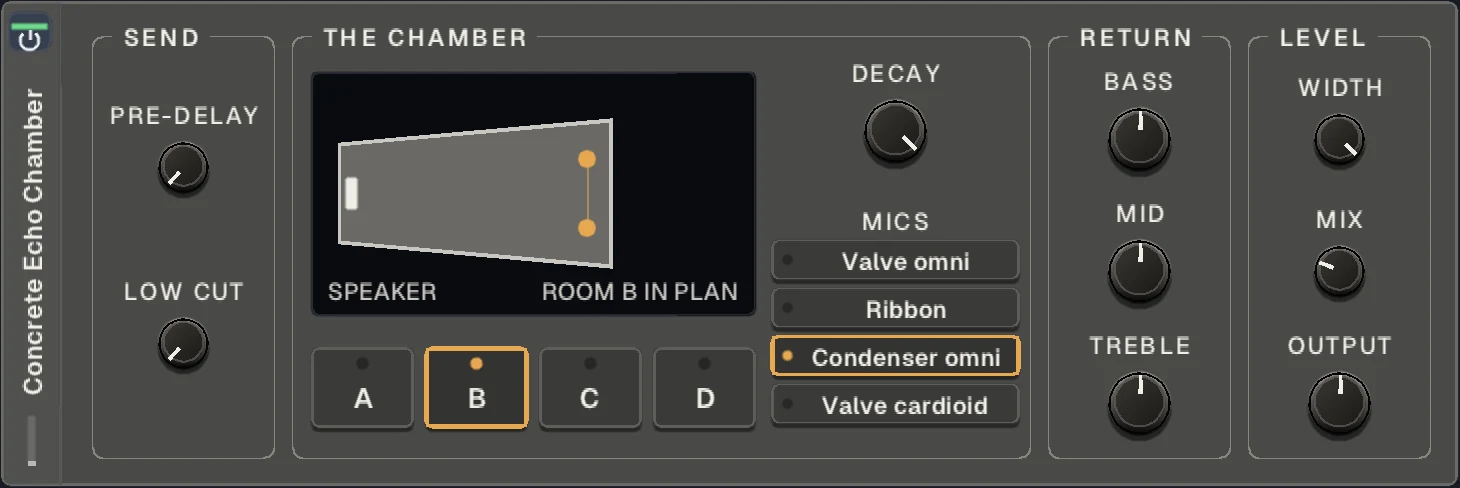 Concrete Echo Chamber
SEND
PRE-DELAY
LOW CUT
THE CHAMBER
SPEAKER
ROOM B IN PLAN
A
B
C
D
DECAY
MICS
Valve omni
Ribbon
Condenser omni
Valve cardioid
RETURN
BASS
MID
TREBLE
LEVEL
WIDTH
MIX
OUTPUT